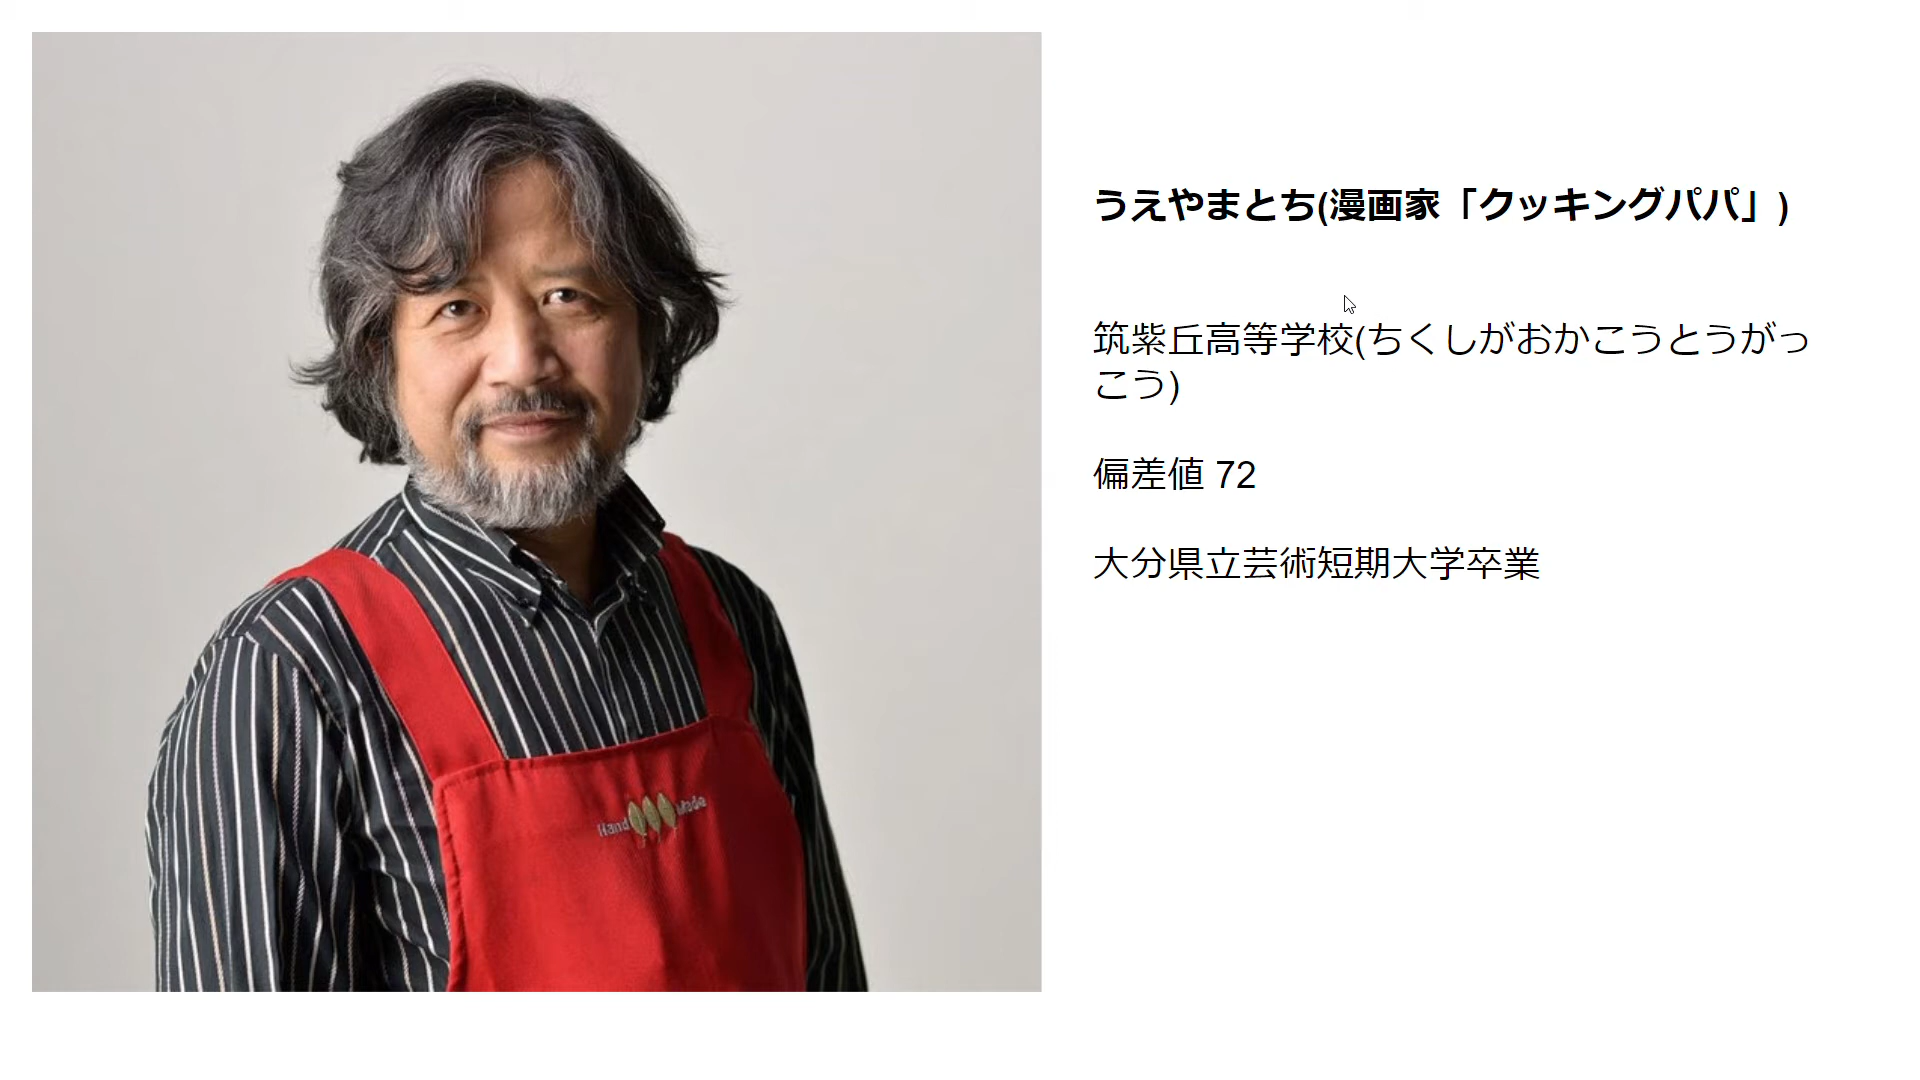 うえやまとち(漫画家「クッキングパパ」)
筑紫丘高等学校(ちくしがおかこうとうがっ
こう)
偏差値 72
大分県立芸術短期大学卒業
Hand Made